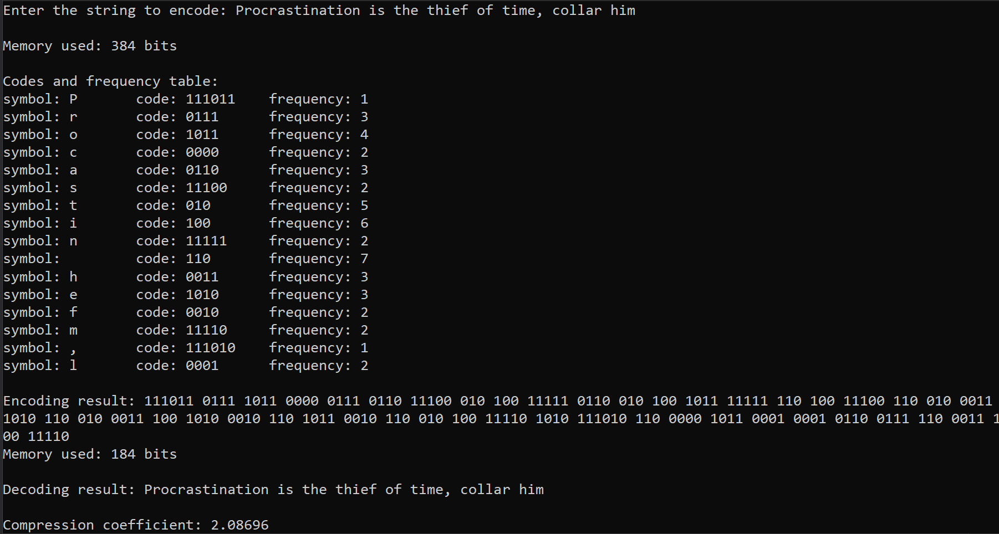 Enter the string to encode: Procrastination is the thief of time, collar him
Memory used: 384 bits
Codes and frequency table:
symbol: P code: 111011 frequency: 1
symbol: r code: 0111 frequency: 3
symbol: o code: 1011 frequency: 4
symbol: c code: 0000 frequency: 2
symbol: a code: 0110 frequency: 3
symbol: s code: 11100 frequency: 2
symbol: t code: 010 frequency: 5
symbol: i code: 100 frequency: 6
symbol: n code: 11111 frequency: 2
symbol:   code: 110 frequency: 7
symbol: h code: 0011 frequency: 3
symbol: e code: 1010 frequency: 3
symbol: f code: 0010 frequency: 2
symbol: m code: 11110 frequency: 2
symbol: , code: 111010 frequency: 1
symbol: l code: 0001 frequency: 2
Encoding result: 111011 0111 1011 0000 0111 0110 11100 010 100 11111 0110 010 100 1011 11111 110 100 11100 110 010 0011
1010 110 010 0011 100 1010 0010 110 1011 0010 110 010 100 11110 1010 111010 110 0000 1011 0001 0001 0110 0111 110 0011 1
00 11110
Memory used: 184 bits
Decoding result: Procrastination is the thief of time, collar him
Compression coefficient: 2.08696